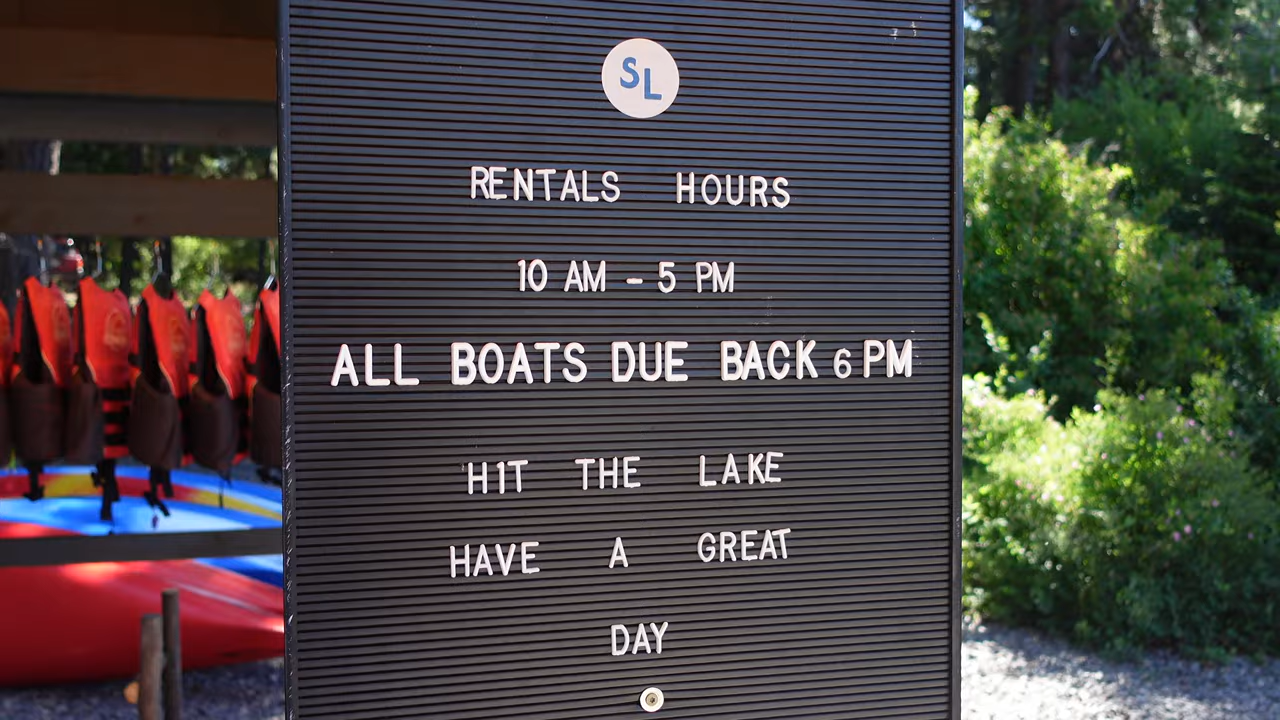 SL
RENTALS HOURS
10 AM - 5 PM
ALL BOATS DUE BACK 6 PM
H1T THE LAKE
HAVE A GREAT
DAY